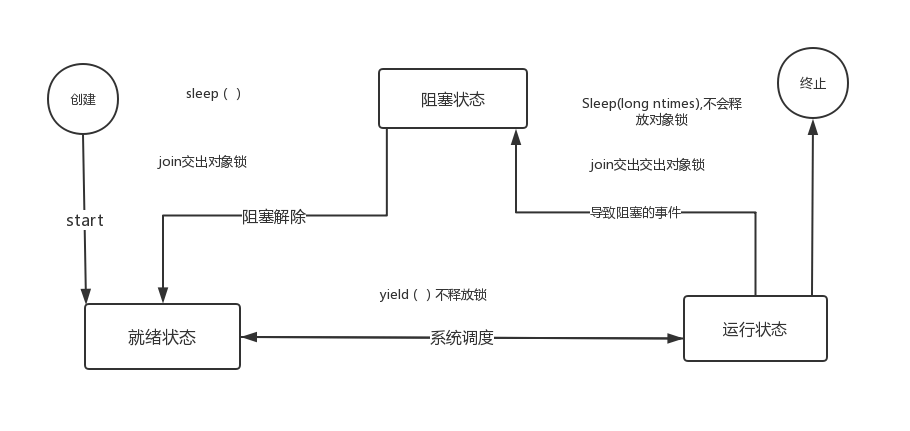 创建
sleep（ ）
阻塞状态
Sleep(long ntimes),不会释
放对象锁
终止
join交出对象锁
join交出交出对象锁
start
阻塞解除
导致阻塞的事件
yield（ ）不释放锁
就绪状态
系统调度
运行状态